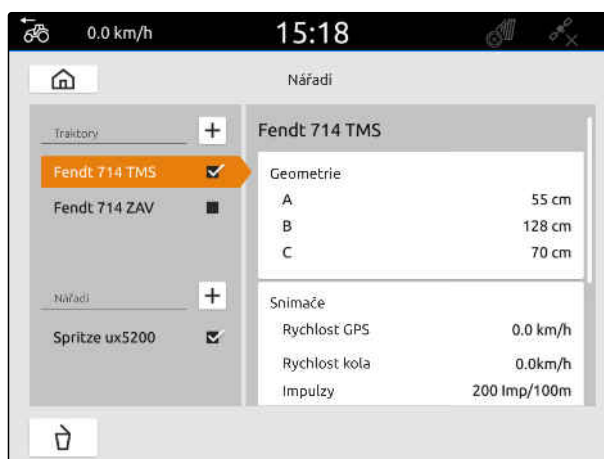 0.0 km/h 15:18
Nářadí
Traktory
Fendt 714 TMS
Fendt 714 ZAV
Nářadí
Spritze ux5200
Fendt 714 TMS
Geometrie
A 55 cm
B 128 cm
C 70 cm
Snimače
Rychlost GPS 0.0 km/h
Rychlost kola 0.0km/h
Impulzy 200 Imp/100m